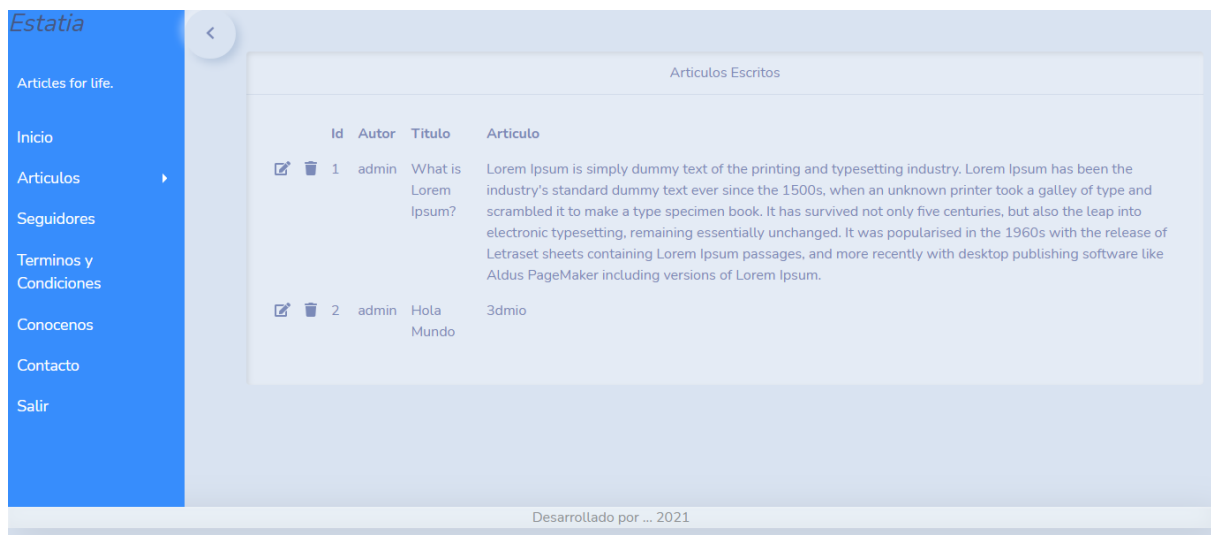 Estatia
Articles for life.
Inicio
Articulos
Seguidores
Terminos y
Condiciones
Conocenos
Contacto
Salir
Articulos Escritos
Id Autor Titulo Articulo
1 admin What is Lorem Ipsum? Lorem Ipsum is simply dummy text of the printing and typesetting industry. Lorem Ipsum has been the
industry's standard dummy text ever since the 1500s, when an unknown printer took a galley of type and
scrambled it to make a type specimen book. It has survived not only five centuries, but also the leap into
electronic typesetting, remaining essentially unchanged. It was popularised in the 1960s with the release of
Letraset sheets containing Lorem Ipsum passages, and more recently with desktop publishing software like
Aldus PageMaker including versions of Lorem Ipsum.
2 admin Hola Mundo 3dmio
Desarrollado por ... 2021